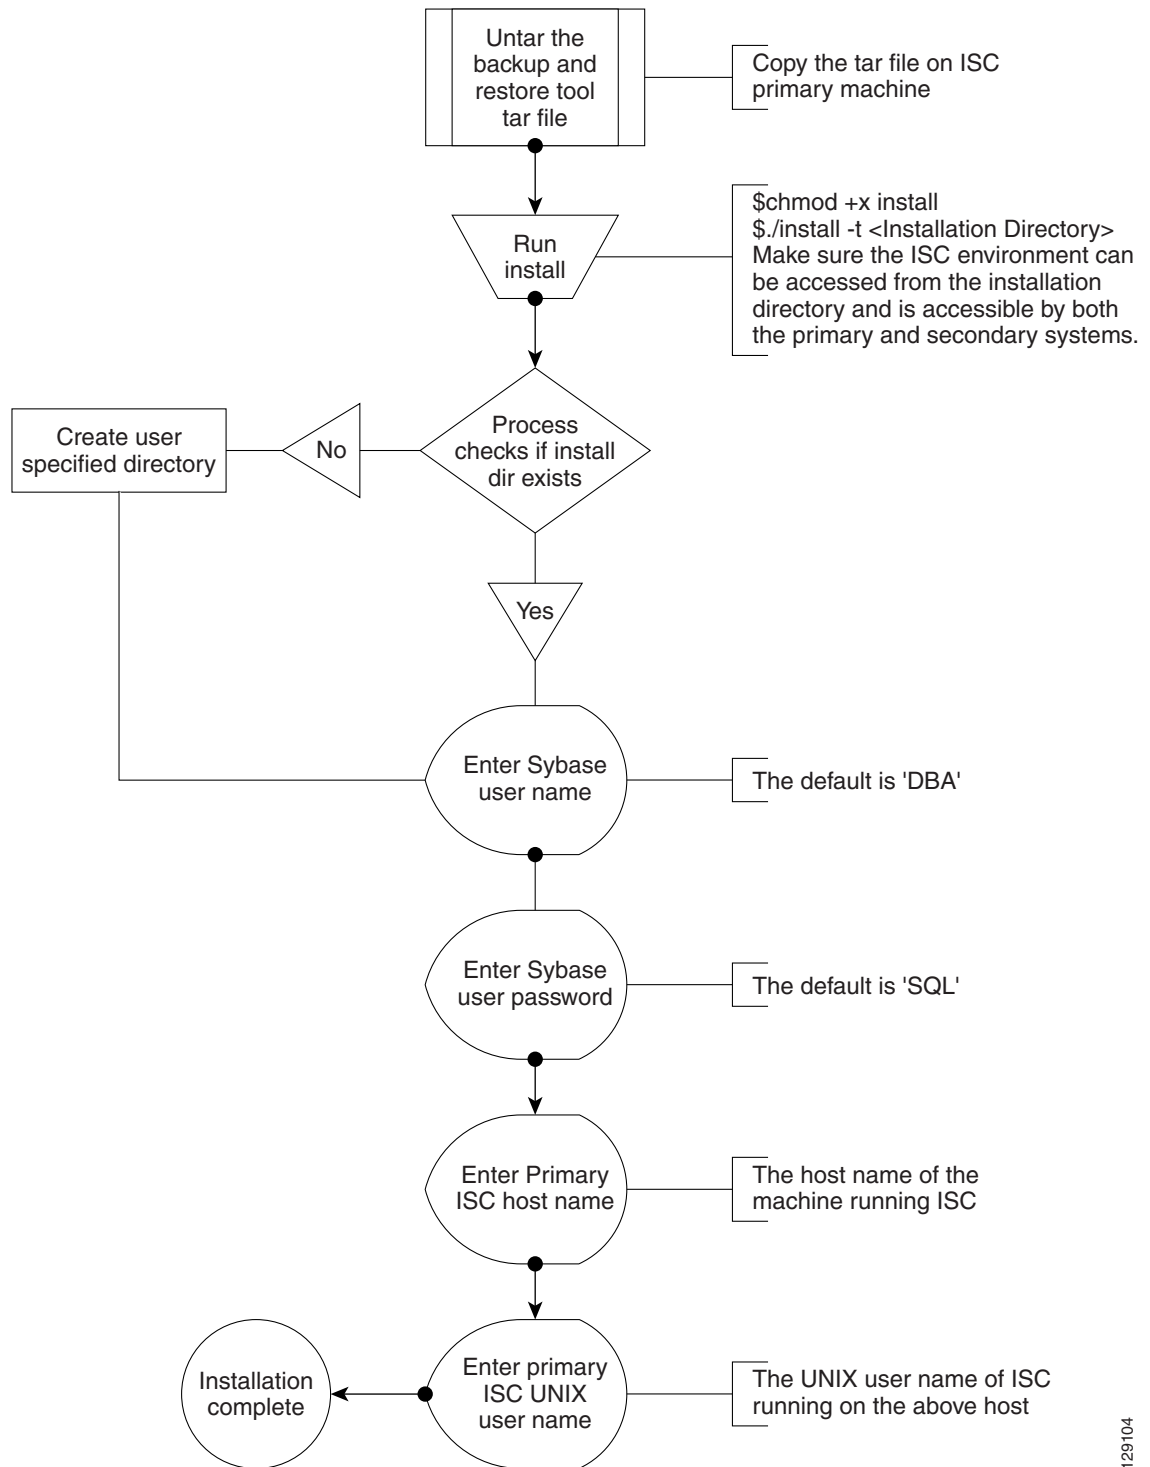 Untar the
backup and
restore tool
tar file
Copy the tar file on ISC
primary machine
Run
install
$chmod +x install
$./install -t <Installation Directory>
Make sure the ISC environment can
be accessed from the installation
directory and is accessible by both
the primary and secondary systems.
Process
checks if install
dir exists
No
Create user
specified directory
Yes
Enter Sybase
user name
The default is 'DBA'
Enter Sybase
user password
The default is 'SQL'
Enter Primary
ISC host name
The host name of the
machine running ISC
Enter primary
ISC UNIX
user name
The UNIX user name of ISC
running on the above host
Installation
complete
129104